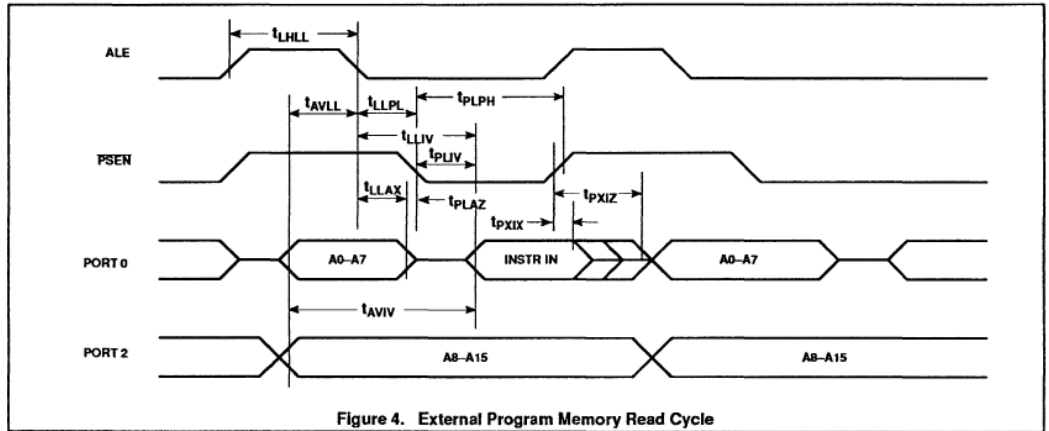 ALE
tLHLL
tAVLL
tLLPL
tPLPH
tLLIV
PSEN
tPLIV
tLLAX
tPLAZ
tPXIZ
tPXIX
PORT 0
A0–A7
INSTR IN
A0–A7
tAVIV
PORT 2
A8–A15
A8–A15
Figure 4. External Program Memory Read Cycle